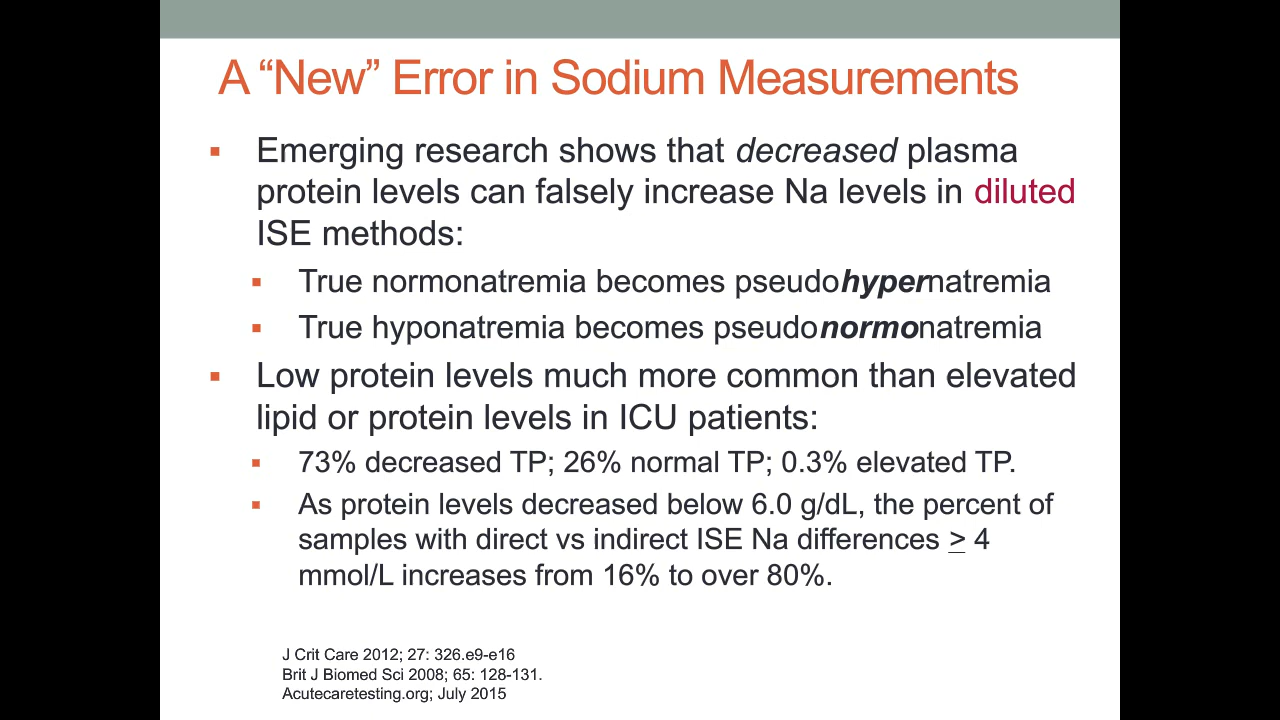 A “New” Error in Sodium Measurements
▪ Emerging research shows that decreased plasma
protein levels can falsely increase Na levels in diluted
ISE methods:
▪ True normonatremia becomes pseudohypernatremia
▪ True hyponatremia becomes pseudonormonatremia
▪ Low protein levels much more common than elevated
lipid or protein levels in ICU patients:
▪ 73% decreased TP; 26% normal TP; 0.3% elevated TP.
▪ As protein levels decreased below 6.0 g/dL, the percent of
samples with direct vs indirect ISE Na differences > 4
mmol/L increases from 16% to over 80%.
J Crit Care 2012; 27: 326.e9-e16
Brit J Biomed Sci 2008; 65: 128-131.
Acutecaretesting.org; July 2015